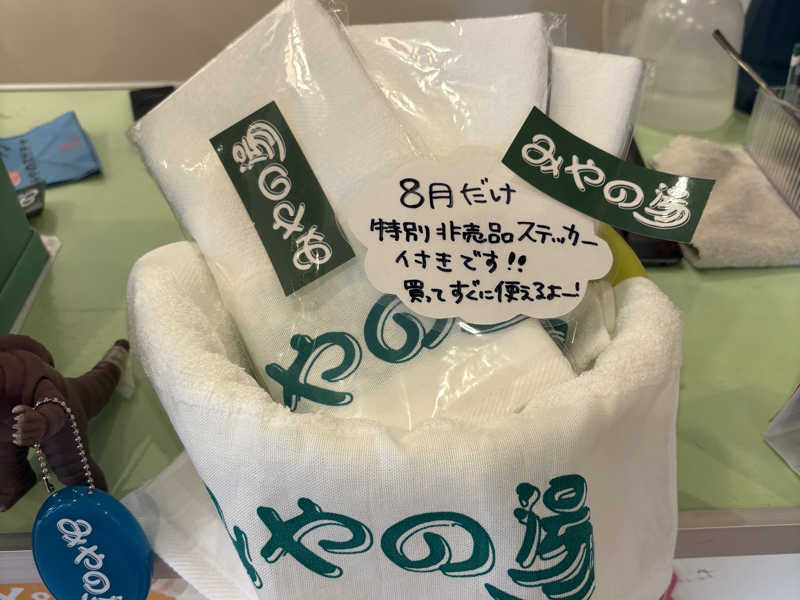 みやの湯
みやの湯
8月だけ
特別非売品ステッカー
付きです!!
買ってすぐに使えるよー!
みやの
みやの湯
みやの